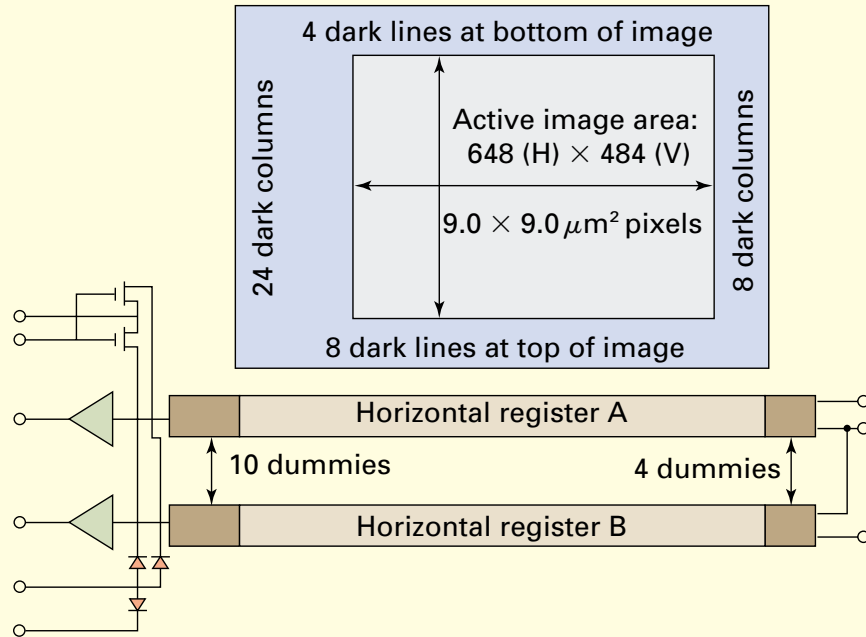 4 dark lines at bottom of image
24 dark columns
Active image area:
648 (H) × 484 (V)
9.0 × 9.0 μm² pixels
8 dark columns
8 dark lines at top of image
Horizontal register A
10 dummies
4 dummies
Horizontal register B